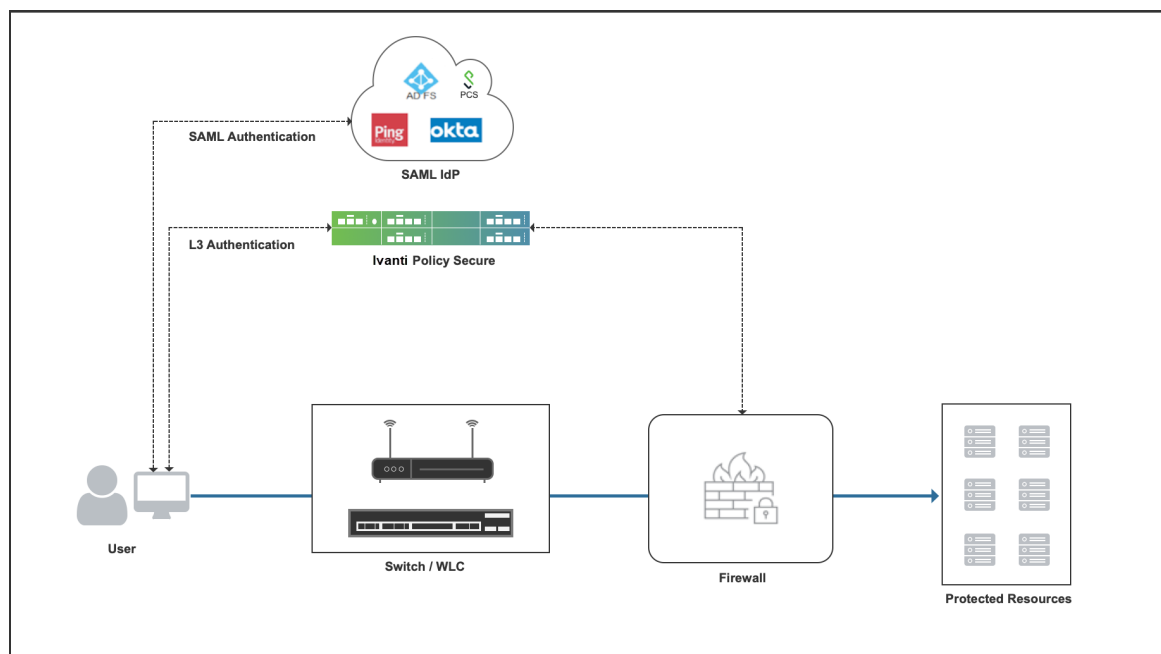 AD FS
PCS
Ping
Identity
okta
SAML Authentication
SAML IdP
L3 Authentication
Ivanti Policy Secure
User
Switch / WLC
Firewall
Protected Resources